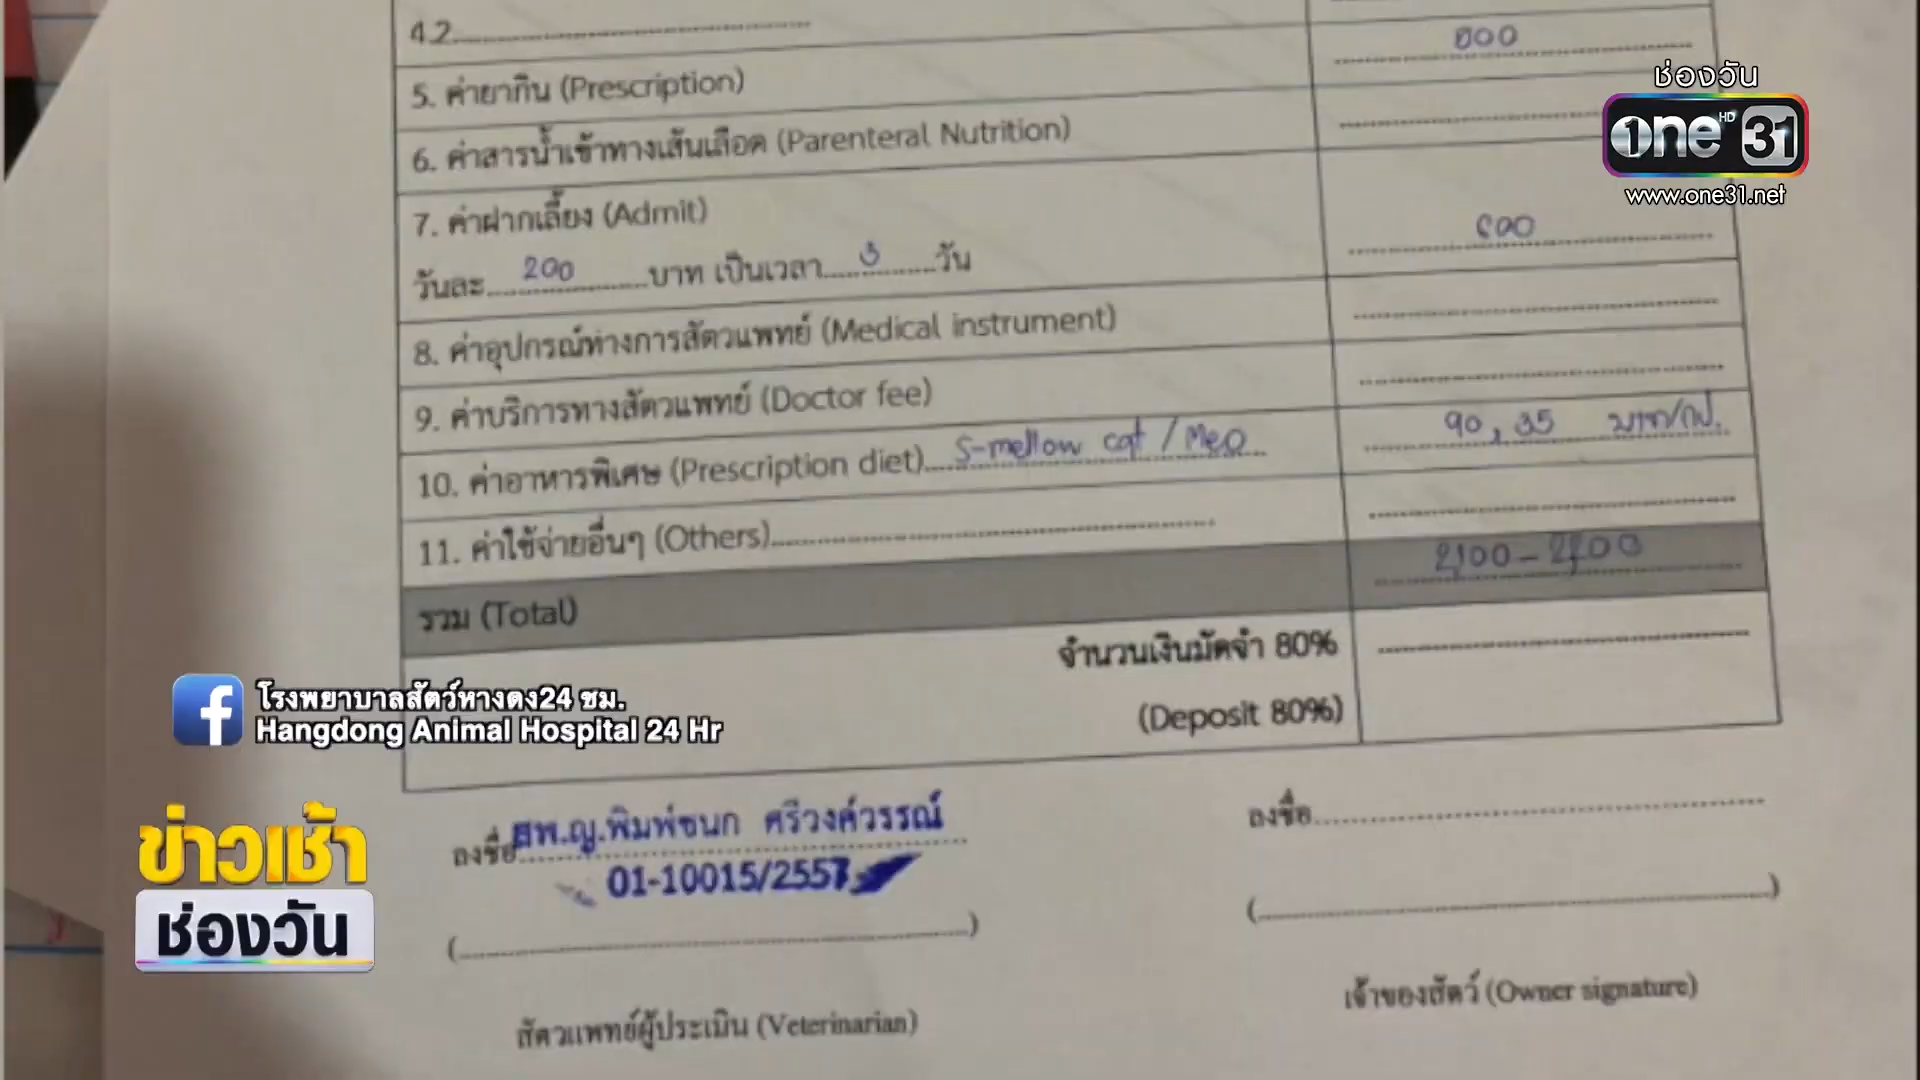 4.2.
5. ค่ายากิน (Prescription)
ช่องวัน
one HD 31
www.one31.net
6. ค่าสารน้ำเข้าทางเส้นเลือด (Parenteral Nutrition)
7. ค่าฝากเลี้ยง (Admit)
วันละ 200 บาท เป็นเวลา 3 วัน
8. ค่าอุปกรณ์ทางการสัตวแพทย์ (Medical instrument)
9. ค่าบริการทางสัตวแพทย์ (Doctor fee)
10. ค่าอาหารพิเศษ (Prescription diet) S-mellow cat / MeO 90, 35 บาท/ถุง.
11. ค่าใช้จ่ายอื่นๆ (Others)
รวม (Total)
จำนวนเงินมัดจำ 80%
(Deposit 80%)
โรงพยาบาลสัตว์หางดง24 ชม.
Hangdong Animal Hospital 24 Hr
ลงชื่อ สพ.ญ.พิมพ์ชนก ศรีวงค์วรรณ์
01-10015/2557
ลงชื่อ
ข่าวเช้า
ช่องวัน
สัตวแพทย์ผู้ประเมิน (Veterinarian)
เจ้าของสัตว์ (Owner signature)